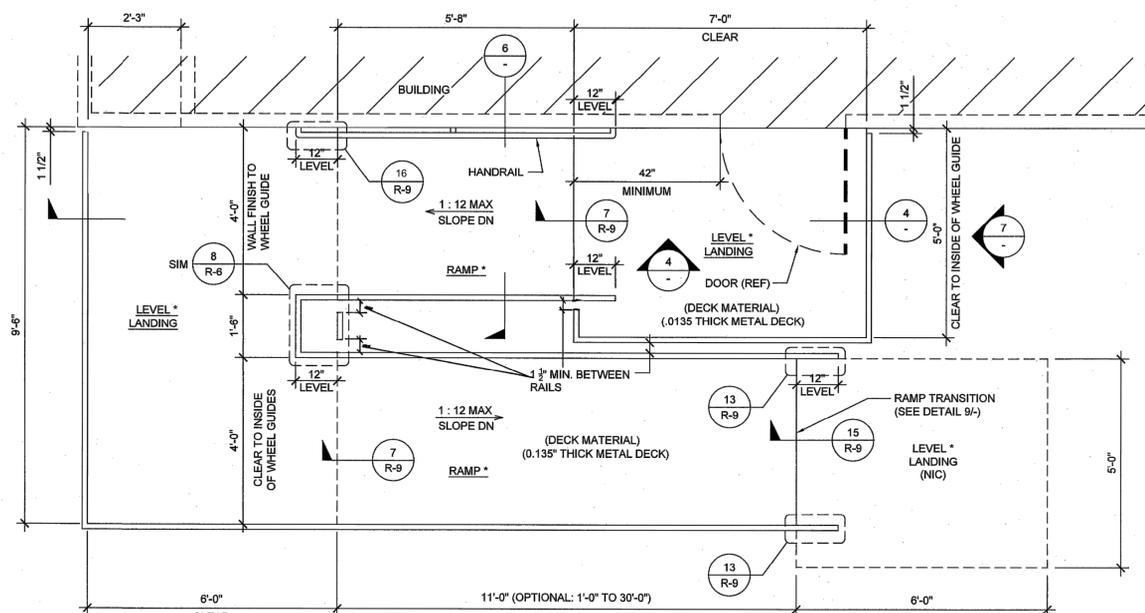 2'-3"
5'-8"
7'-0"
CLEAR
6
-
BUILDING
12"
LEVEL
1 1/2"
1 1/2"
12"
LEVEL
16
R-9
HANDRAIL
42"
MINIMUM
WALL FINISH TO
WHEEL GUIDE
4'-0"
1 : 12 MAX
SLOPE DN
7
R-9
4
-
LEVEL *
LANDING
CLEAR TO INSIDE OF WHEEL GUIDE
5'-0"
7
-
SIM
8
R-6
RAMP *
12"
LEVEL
4
-
DOOR (REF)
9'-6"
LEVEL *
LANDING
1'-6"
(DECK MATERIAL)
(.0135 THICK METAL DECK)
12"
LEVEL
1 1/2" MIN. BETWEEN
RAILS
12"
LEVEL
13
R-9
RAMP TRANSITION
(SEE DETAIL 9/-)
CLEAR TO INSIDE
OF WHEEL GUIDES
4'-0"
1 : 12 MAX
SLOPE DN
(DECK MATERIAL)
(0.135" THICK METAL DECK)
15
R-9
LEVEL *
LANDING
(NIC)
5'-0"
7
R-9
RAMP *
13
R-9
6'-0"
11'-0" (OPTIONAL: 1'-0" TO 30'-0")
6'-0"